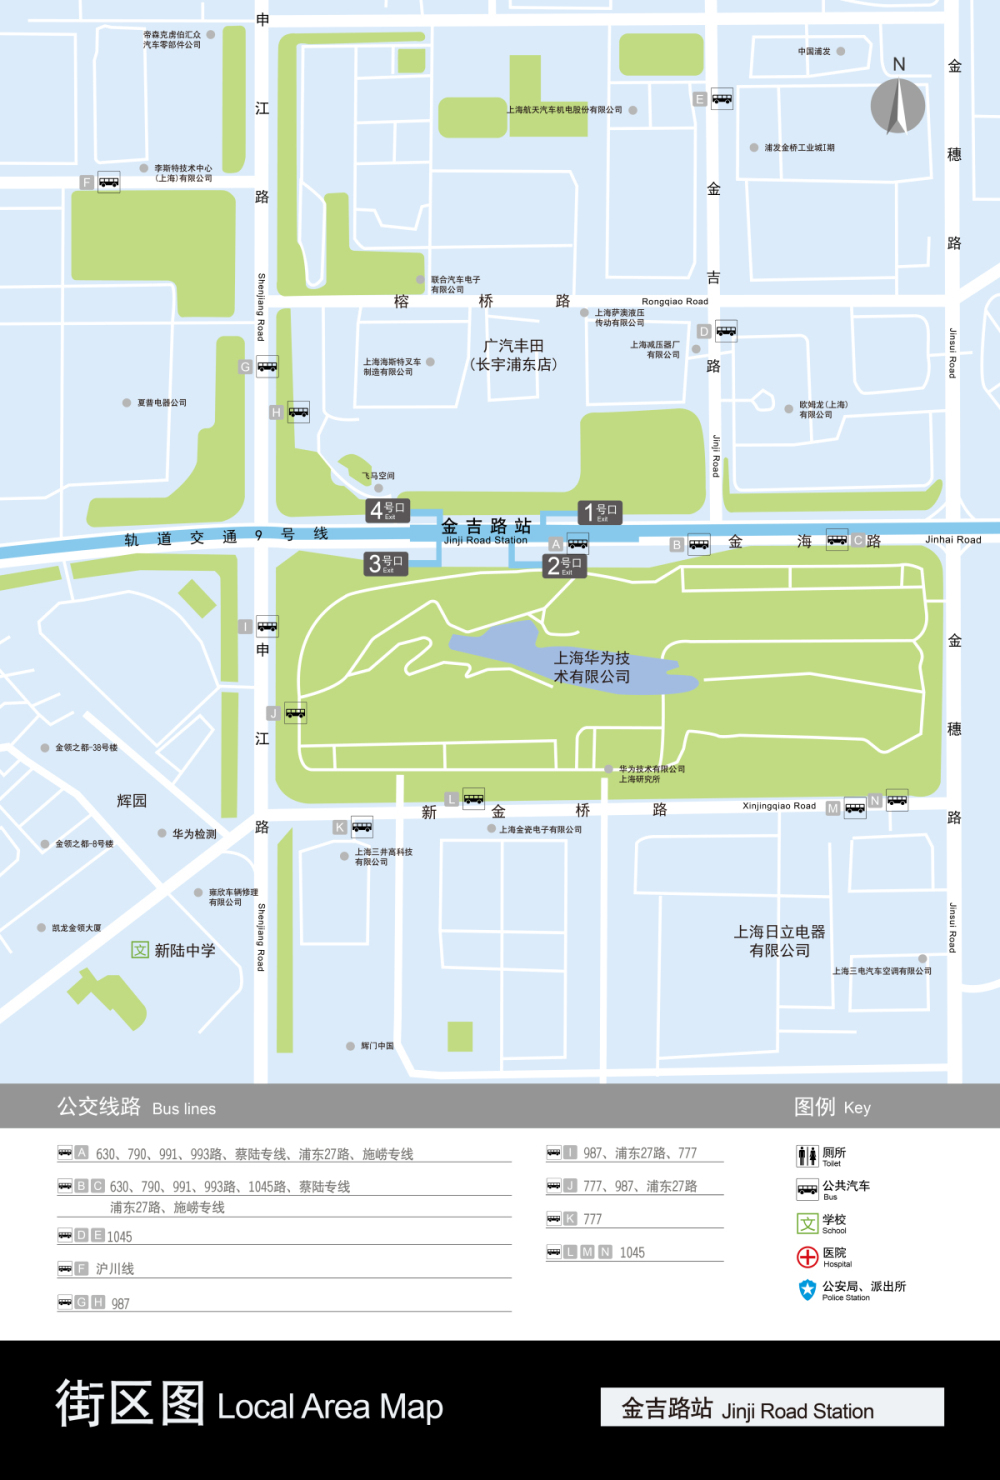 申
江
路
帝森克虏伯汇众
汽车零部件公司
中国浦发
N
金
穗
路
上海航天汽车机电股份有限公司
E
浦发金桥工业城I期
李斯特技术中心
(上海)有限公司
F
金
吉
路
Shenjiang Road
联合汽车电子
有限公司
榕 桥 路
Rongqiao Road
上海萨澳液压
传动有限公司
广汽丰田
(长宇浦东店)
D
上海减压器厂
有限公司
Jinsui Road
G
上海海斯特叉车
制造有限公司
夏普电器公司
H
欧姆龙(上海)
有限公司
Jinji Road
飞马空间
4号口
Exit
1号口
Exit
金吉路站
Jinji Road Station
轨道交通9号线
A
B
金 海 路
C
Jinhai Road
3号口
Exit
2号口
Exit
I
申
江
路
金
穗
路
上海华为技
术有限公司
J
金领之都-38号楼
华为技术有限公司
上海研究所
辉园
L
新 金 桥 路
Xinjingqiao Road
M
N
K
华为检测
上海金瓷电子有限公司
金领之都-8号楼
上海三井高科技
有限公司
雍欣车辆修理
有限公司
Shenjiang Road
Jinsui Road
凯龙金领大厦
文 新陆中学
上海日立电器
有限公司
上海三电汽车空调有限公司
辉门中国
公交线路 Bus lines
图例 Key
A 630、790、991、993路、蔡陆专线、浦东27路、施崂专线
B C 630、790、991、993路、1045路、蔡陆专线
浦东27路、施崂专线
D E 1045
F 沪川线
G H 987
I 987、浦东27路、777
J 777、987、浦东27路
K 777
L M N 1045
厕所
Toilet
公共汽车
Bus
文 学校
School
医院
Hospital
公安局、派出所
Police Station
街区图 Local Area Map
金吉路站 Jinji Road Station